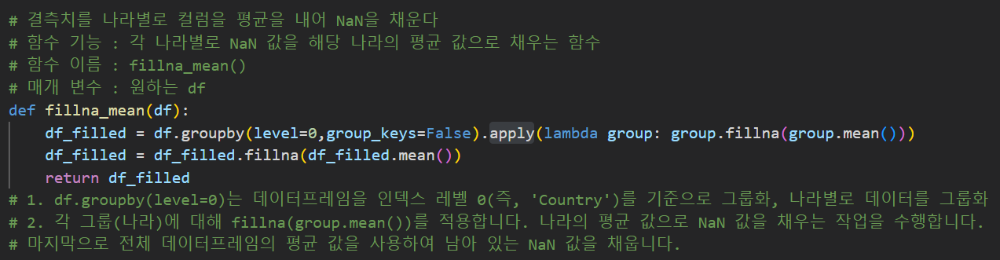 # 결측치를 나라별로 컬럼을 평균을 내어 NaN을 채운다
# 함수 기능 : 각 나라별로 NaN 값을 해당 나라의 평균 값으로 채우는 함수
# 함수 이름 : fillna_mean()
# 매개 변수 : 원하는 df
def fillna_mean(df):
    df_filled = df.groupby(level=0,group_keys=False).apply(lambda group: group.fillna(group.mean()))
    df_filled = df_filled.fillna(df_filled.mean())
    return df_filled
# 1. df.groupby(level=0)는 데이터프레임을 인덱스 레벨 0(즉, 'Country')를 기준으로 그룹화, 나라별로 데이터를 그룹화
# 2. 각 그룹(나라)에 대해 fillna(group.mean())를 적용합니다. 나라의 평균 값으로 NaN 값을 채우는 작업을 수행합니다.
# 마지막으로 전체 데이터프레임의 평균 값을 사용하여 남아 있는 NaN 값을 채웁니다.